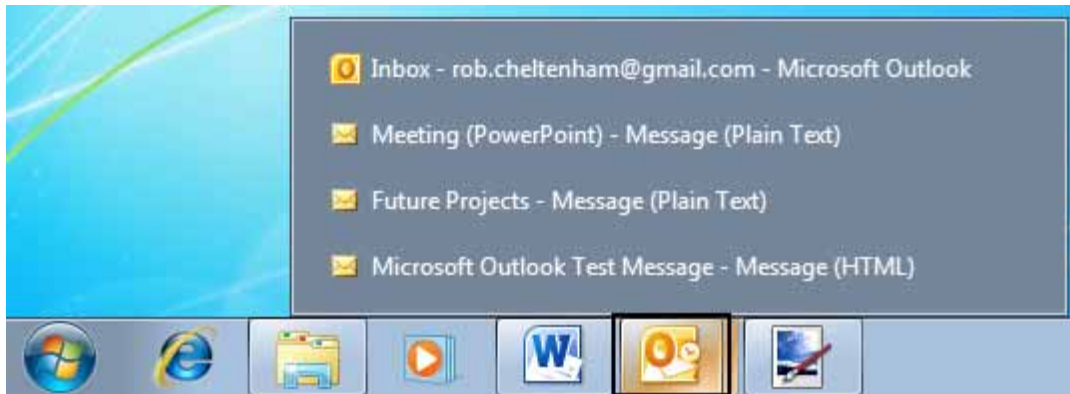 Inbox - rob.cheltenham@gmail.com - Microsoft Outlook
Meeting (PowerPoint) - Message (Plain Text)
Future Projects - Message (Plain Text)
Microsoft Outlook Test Message - Message (HTML)